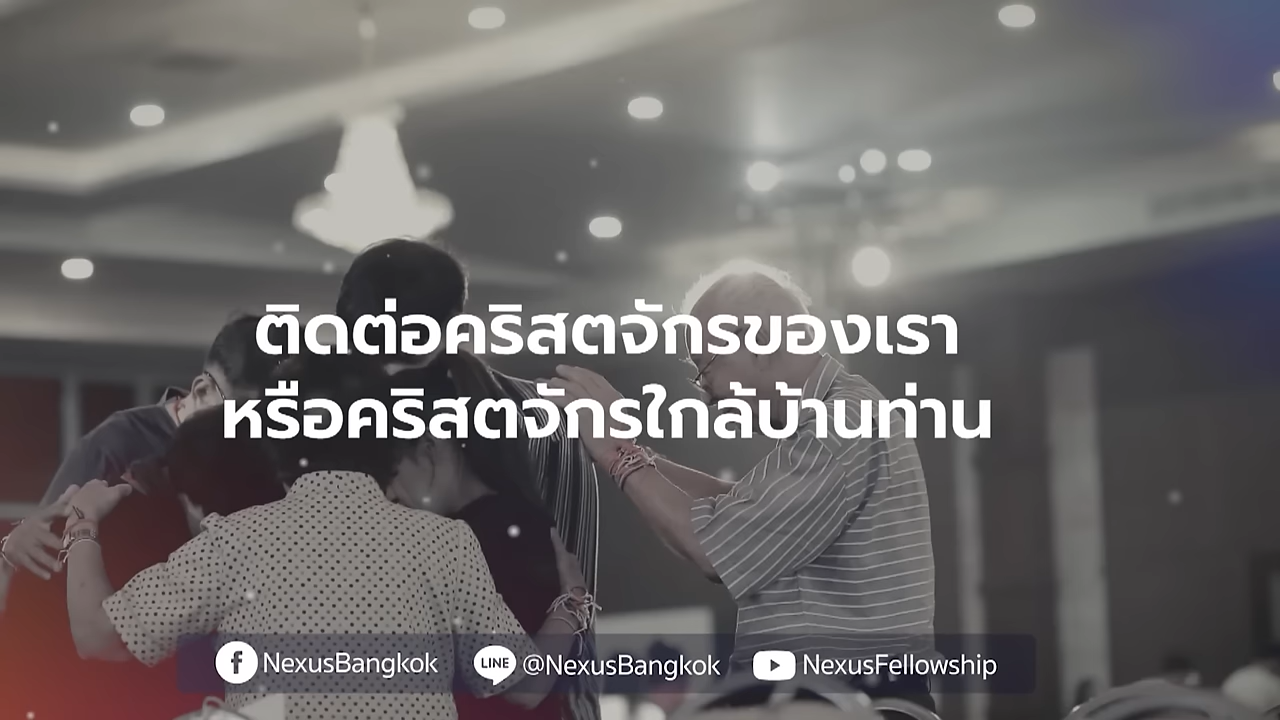 ติดต่อคริสตจักรของเรา
หรือคริสตจักรใกล้บ้านท่าน
NexusBangkok LINE @NexusBangkok NexusFellowship